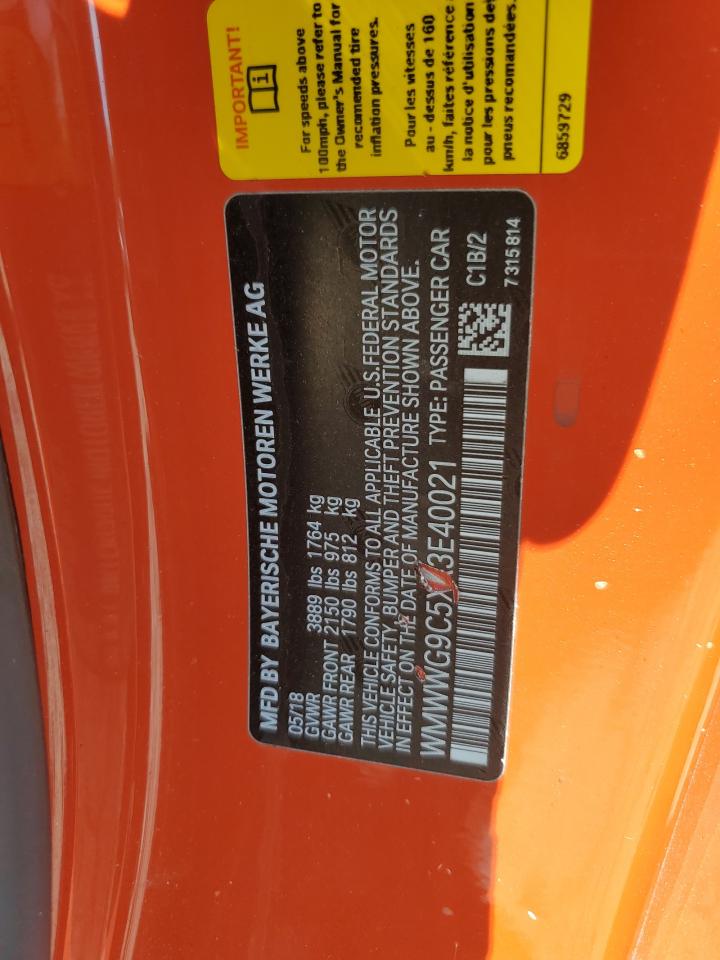 IMPORTANT!
For speeds above
100mph, please refer to
the Owner's Manual for
recomended tire
inflation pressures.
Pour les vitesses
au - dessus de 160
km/h, faites référence
la notice d'utilisation
pour les pressions de
pneus recomandées.
6859729
MFD BY BAYERISCHE MOTOREN WERKE AG
05/18
GVWR 3889 lbs 1764 kg
GAWR FRONT 2150 lbs 975 kg
GAWR REAR 1790 lbs 812 kg
THIS VEHICLE CONFORMS TO ALL APPLICABLE U.S. FEDERAL MOTOR
VEHICLE SAFETY, BUMPER AND THEFT PREVENTION STANDARDS
IN EFFECT ON THE DATE OF MANUFACTURE SHOWN ABOVE.
TYPE: PASSENGER CAR
C1B/2
7 315 814